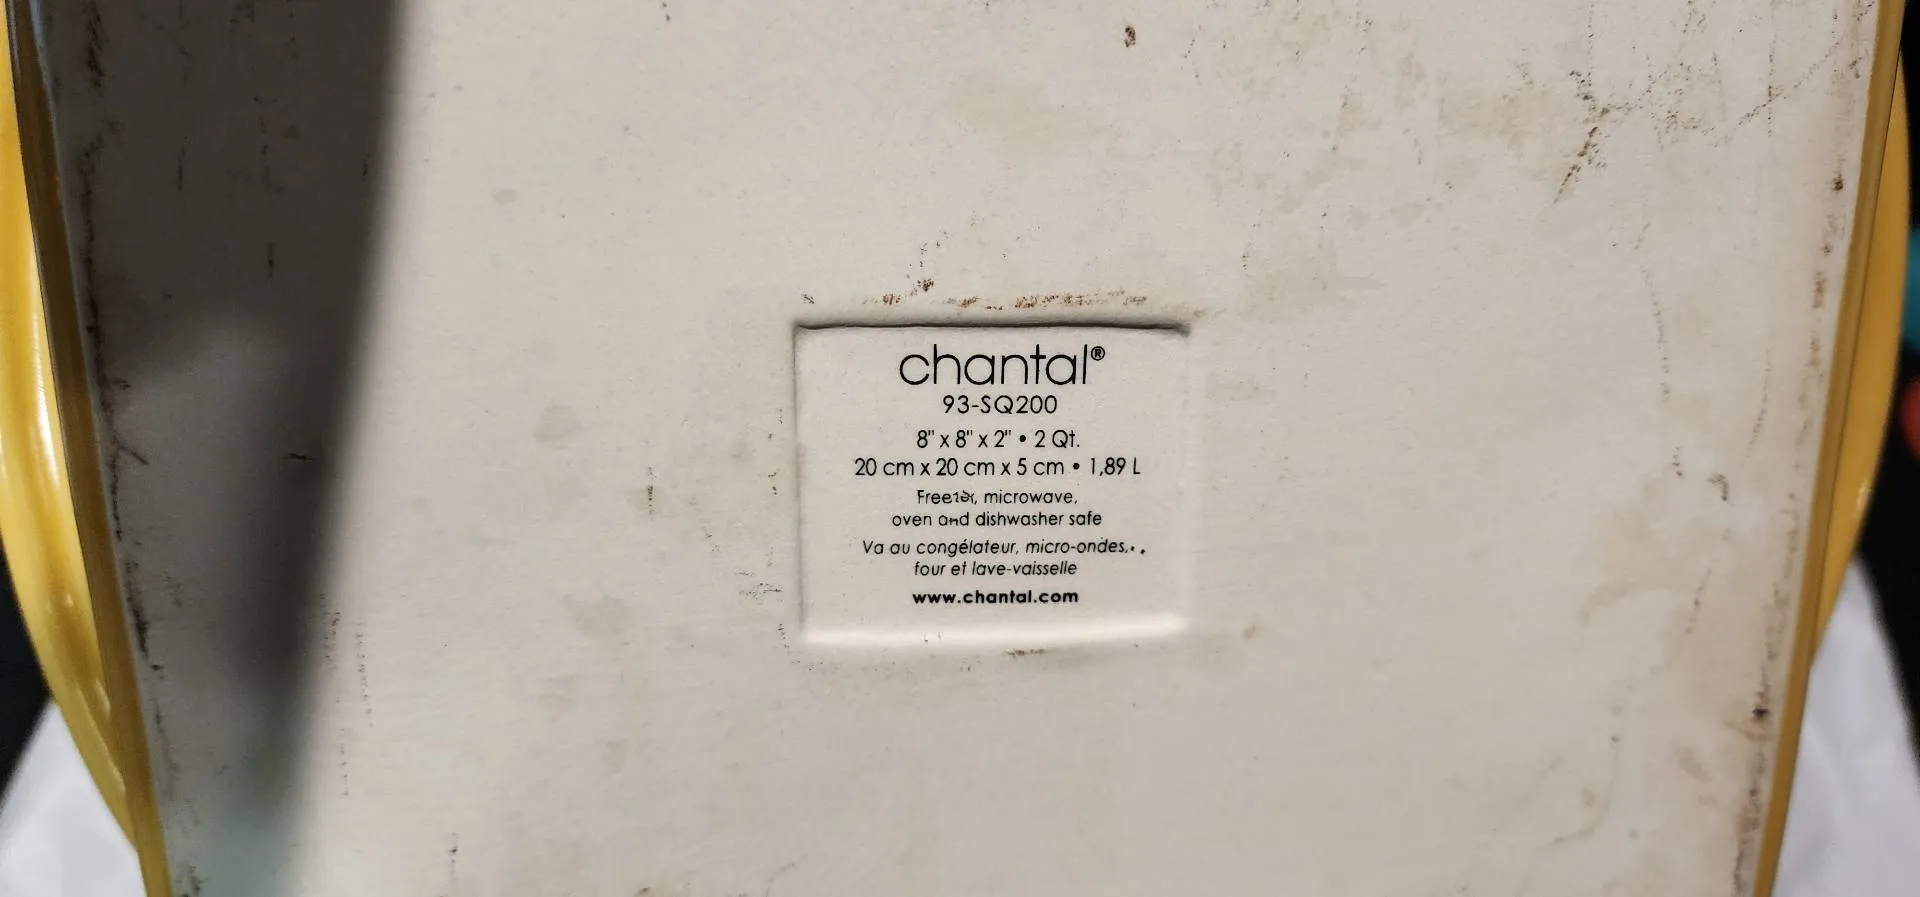 chantal®
93-SQ200
8" x 8" x 2" • 2 Qt.
20 cm x 20 cm x 5 cm • 1,89 L
Freezer, microwave,
oven and dishwasher safe
Va au congélateur, micro-ondes,
four et lave-vaisselle
www.chantal.com